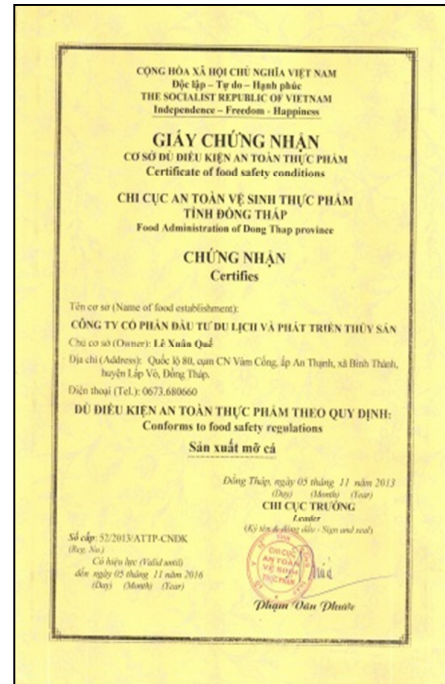 CỘNG HÒA XÃ HỘI CHỦ NGHĨA VIỆT NAM
Độc lập – Tự do – Hạnh phúc
THE SOCIALIST REPUBLIC OF VIETNAM
Independence – Freedom - Happiness
GIẤY CHỨNG NHẬN
CƠ SỞ ĐỦ ĐIỀU KIỆN AN TOÀN THỰC PHẨM
Certificate of food safety conditions
CHI CỤC AN TOÀN VỆ SINH THỰC PHẨM
TỈNH ĐỒNG THÁP
Food Administration of Dong Thap province
CHỨNG NHẬN
Certifies
Tên cơ sở (Name of food establishment):
CÔNG TY CỔ PHẦN ĐẦU TƯ DU LỊCH VÀ PHÁT TRIỂN THỦY SẢN
Chủ cơ sở (Owner): Lê Xuân Quế
Địa chỉ (Address): Quốc lộ 80, cụm CN Vàm Cống, ấp An Thạnh, xã Bình Thành,
huyện Lấp Vò, Đồng Tháp.
Điện thoại (Tel.): 0673.680660
ĐỦ ĐIỀU KIỆN AN TOÀN THỰC PHẨM THEO QUY ĐỊNH:
Conforms to food safety regulations
Sản xuất mỡ cá
Đồng Tháp, ngày 05 tháng 11 năm 2013
(Day) (Month) (Year)
CHI CỤC TRƯỞNG
Leader
(Ký tên & đóng dấu - Sign and seal)
Số cấp: 52/2013/ATTP-CNDK
(Reg. No.)
Có hiệu lực (Valid until)
đến ngày 05 tháng 11 năm 2016
(Day) (Month) (Year)
CHI CỤC
AN TOÀN
VỆ SINH
THỰC PHẨM
Phạm Văn Phước